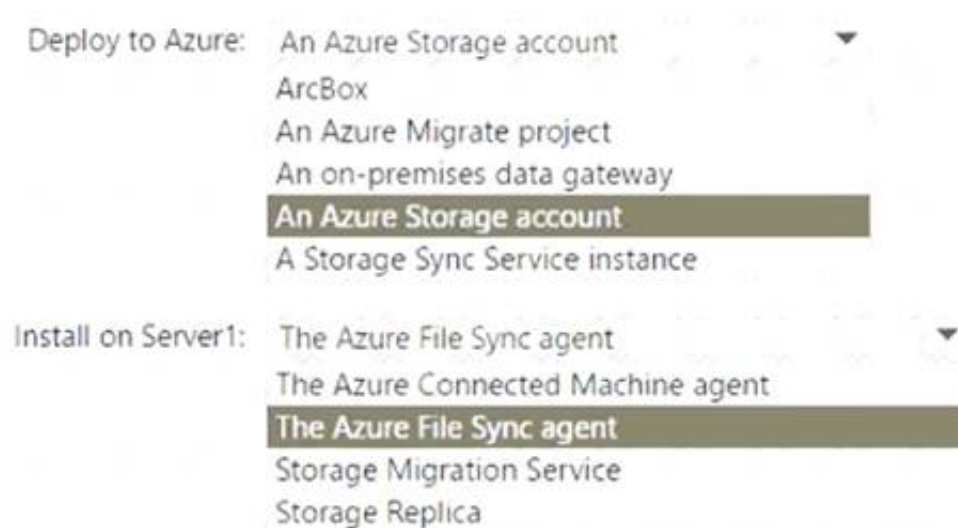 Deploy to Azure: An Azure Storage account
ArcBox
An Azure Migrate project
An on-premises data gateway
An Azure Storage account
A Storage Sync Service instance
Install on Server1: The Azure File Sync agent
The Azure Connected Machine agent
The Azure File Sync agent
Storage Migration Service
Storage Replica